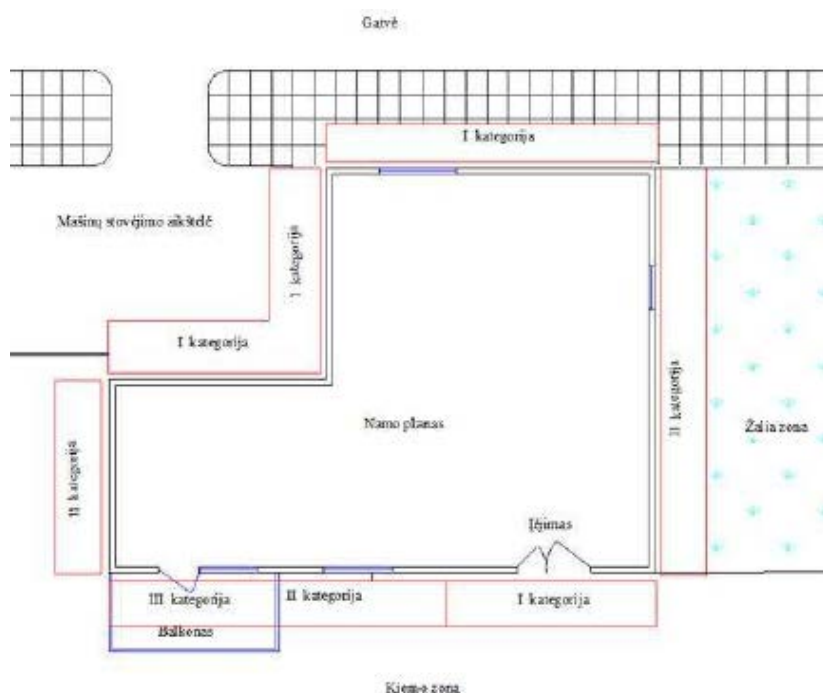 Gatvė
I kategorija
Mašinų stovėjimo aikštelė
I kategorija
I kategorija
II kategorija
Namo planas
II kategorija
Žalia zona
Įėjimas
III kategorija
II kategorija
I kategorija
Balkonas
Kiemo zona